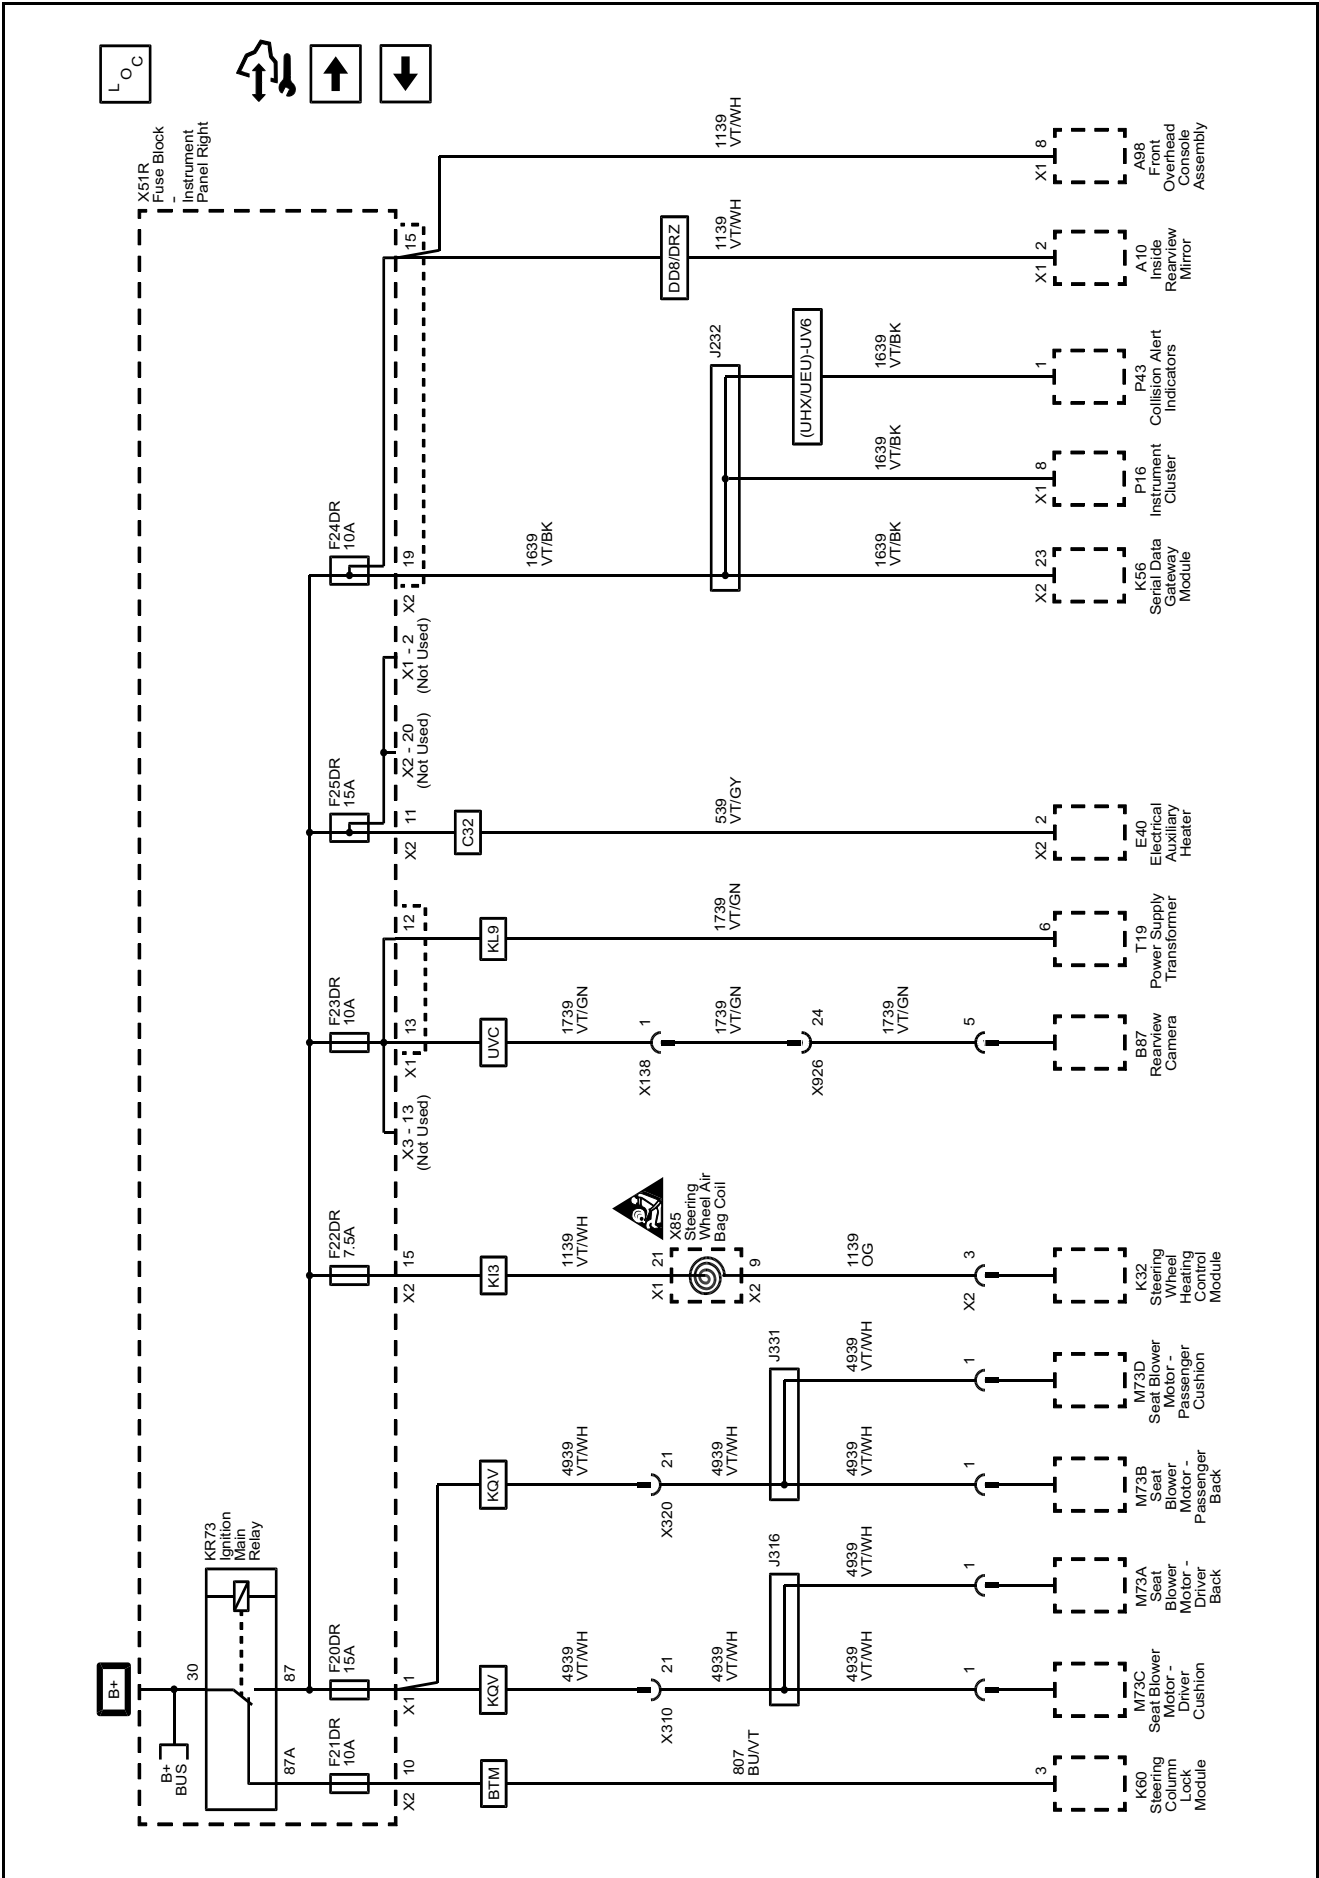 L O C
X51R
Fuse Block
-
Instrument
Panel Right
B+
B+
BUS
30
87A
87
KR73
Ignition
Main
Relay
F21DR
10A
F20DR
15A
F22DR
7.5A
F23DR
10A
F25DR
15A
F24DR
10A
X2 10
X1 1
X2 15
X3 - 13
(Not Used)
X1 13
12
X2 11
X2 - 20
(Not Used)
X1 - 2
(Not Used)
X2 19
15
BTM
KQV
KQV
KI3
UVC
KL9
C32
807
BU/VT
4939
VT/WH
X310 21
4939
VT/WH
J316
4939
VT/WH
4939
VT/WH
1
1
4939
VT/WH
X320 21
4939
VT/WH
J331
4939
VT/WH
4939
VT/WH
1
1
1139
VT/WH
X1 21
X85
Steering
Wheel Air
Bag Coil
X2 9
1139
OG
X2 3
1739
VT/GN
X138 1
1739
VT/GN
X926 24
1739
VT/GN
5
1739
VT/GN
6
539
VT/GY
X2 2
1639
VT/BK
J232
1639
VT/BK
X2 23
1639
VT/BK
X1 8
(UHX/UEU)-UV6
1639
VT/BK
1
DD8/DRZ
1139
VT/WH
X1 2
1139
VT/WH
X1 8
3
K60
Steering
Column
Lock
Module
M73C
Seat Blower
Motor -
Driver
Cushion
M73A
Seat
Blower
Motor -
Driver
Back
M73B
Seat
Blower
Motor -
Passenger
Back
M73D
Seat Blower
Motor -
Passenger
Cushion
K32
Steering
Wheel
Heating
Control
Module
B87
Rearview
Camera
T19
Power Supply
Transformer
E40
Electrical
Auxiliary
Heater
K56
Serial Data
Gateway
Module
P16
Instrument
Cluster
P43
Collision Alert
Indicators
A10
Inside
Rearview
Mirror
A98
Front
Overhead
Console
Assembly